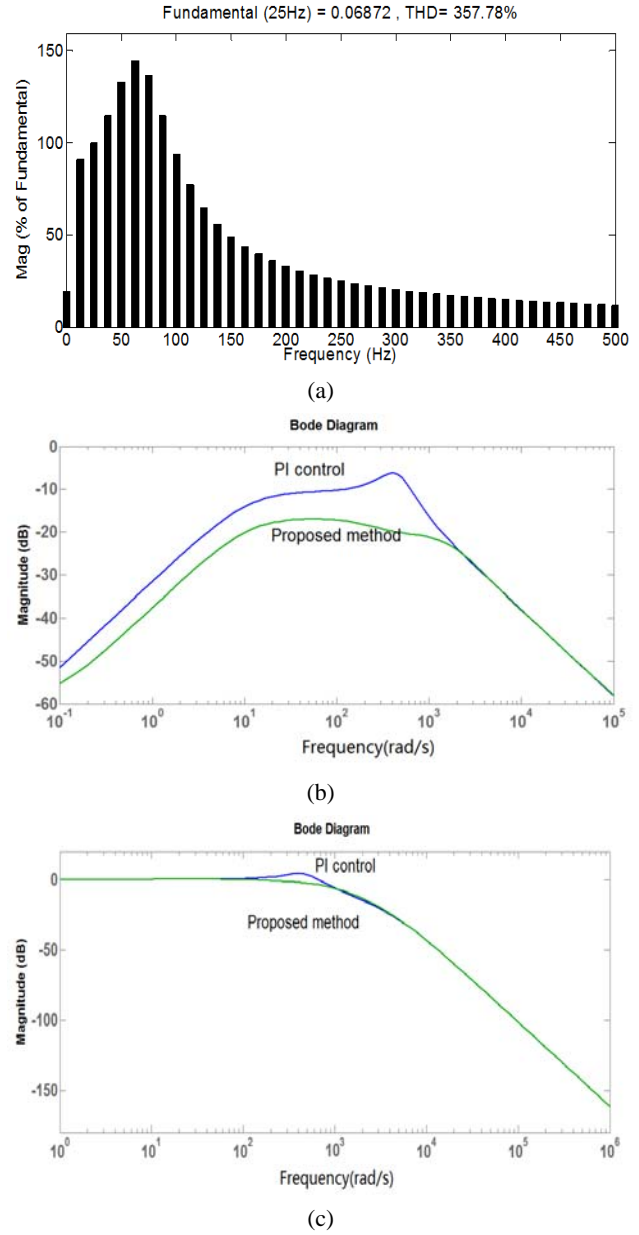 Fundamental (25Hz) = 0.06872 , THD= 357.78%
Mag (% of Fundamental)
150
100
50
0
0 50 100 150 200 250 300 350 400 450 500
Frequency (Hz)
(a)
Bode Diagram
Magnitude (dB)
0
-10
-20
-30
-40
-50
-60
PI control
Proposed method
10^-1 10^0 10^1 10^2 10^3 10^4 10^5
Frequency(rad/s)
(b)
Bode Diagram
Magnitude (dB)
0
-50
-100
-150
PI control
Proposed method
10^0 10^1 10^2 10^3 10^4 10^5 10^6
Frequency(rad/s)
(c)